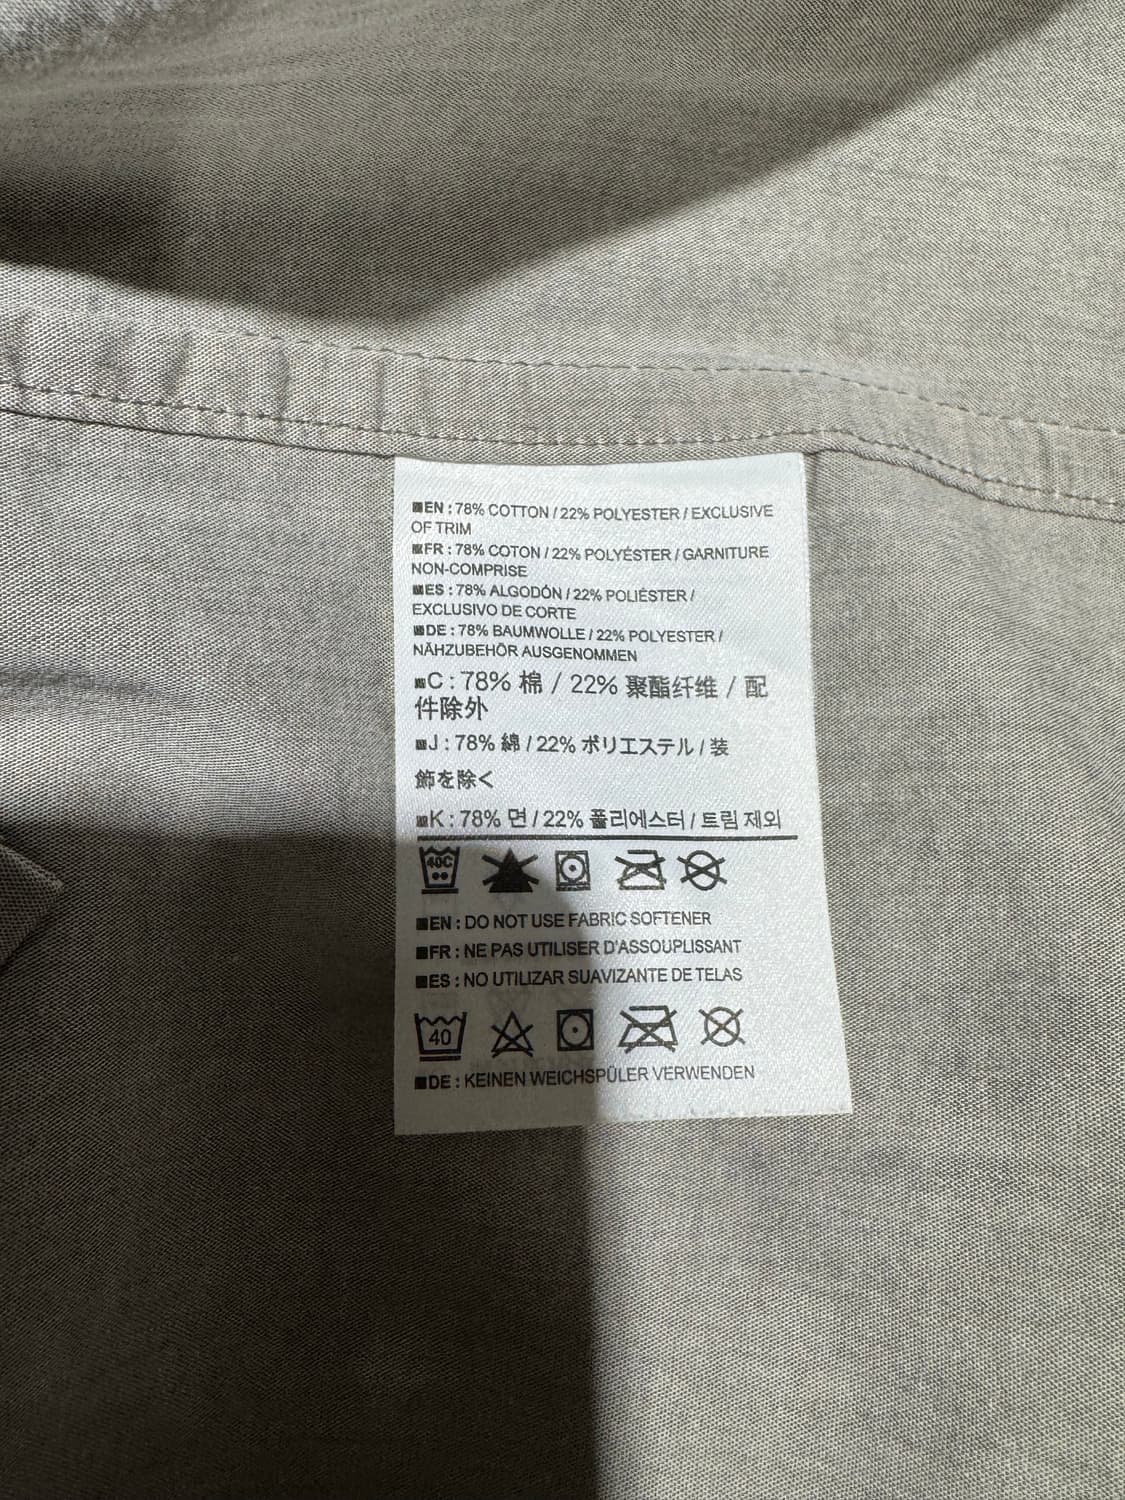 EN : 78% COTTON / 22% POLYESTER / EXCLUSIVE
OF TRIM
FR : 78% COTON / 22% POLYÉSTER / GARNITURE
NON-COMPRISE
ES : 78% ALGODÓN / 22% POLIÉSTER /
EXCLUSIVO DE CORTE
DE : 78% BAUMWOLLE / 22% POLYESTER /
NÄHZUBEHÖR AUSGENOMMEN
C : 78% 棉 / 22% 聚酯纤维 / 配
件除外
J : 78% 綿 / 22% ポリエステル / 装
飾を除く
K : 78% 면 / 22% 폴리에스터 / 트림 제외
40C
EN : DO NOT USE FABRIC SOFTENER
FR : NE PAS UTILISER D'ASSOUPLISSANT
ES : NO UTILIZAR SUAVIZANTE DE TELAS
40
DE : KEINEN WEICHSPÜLER VERWENDEN